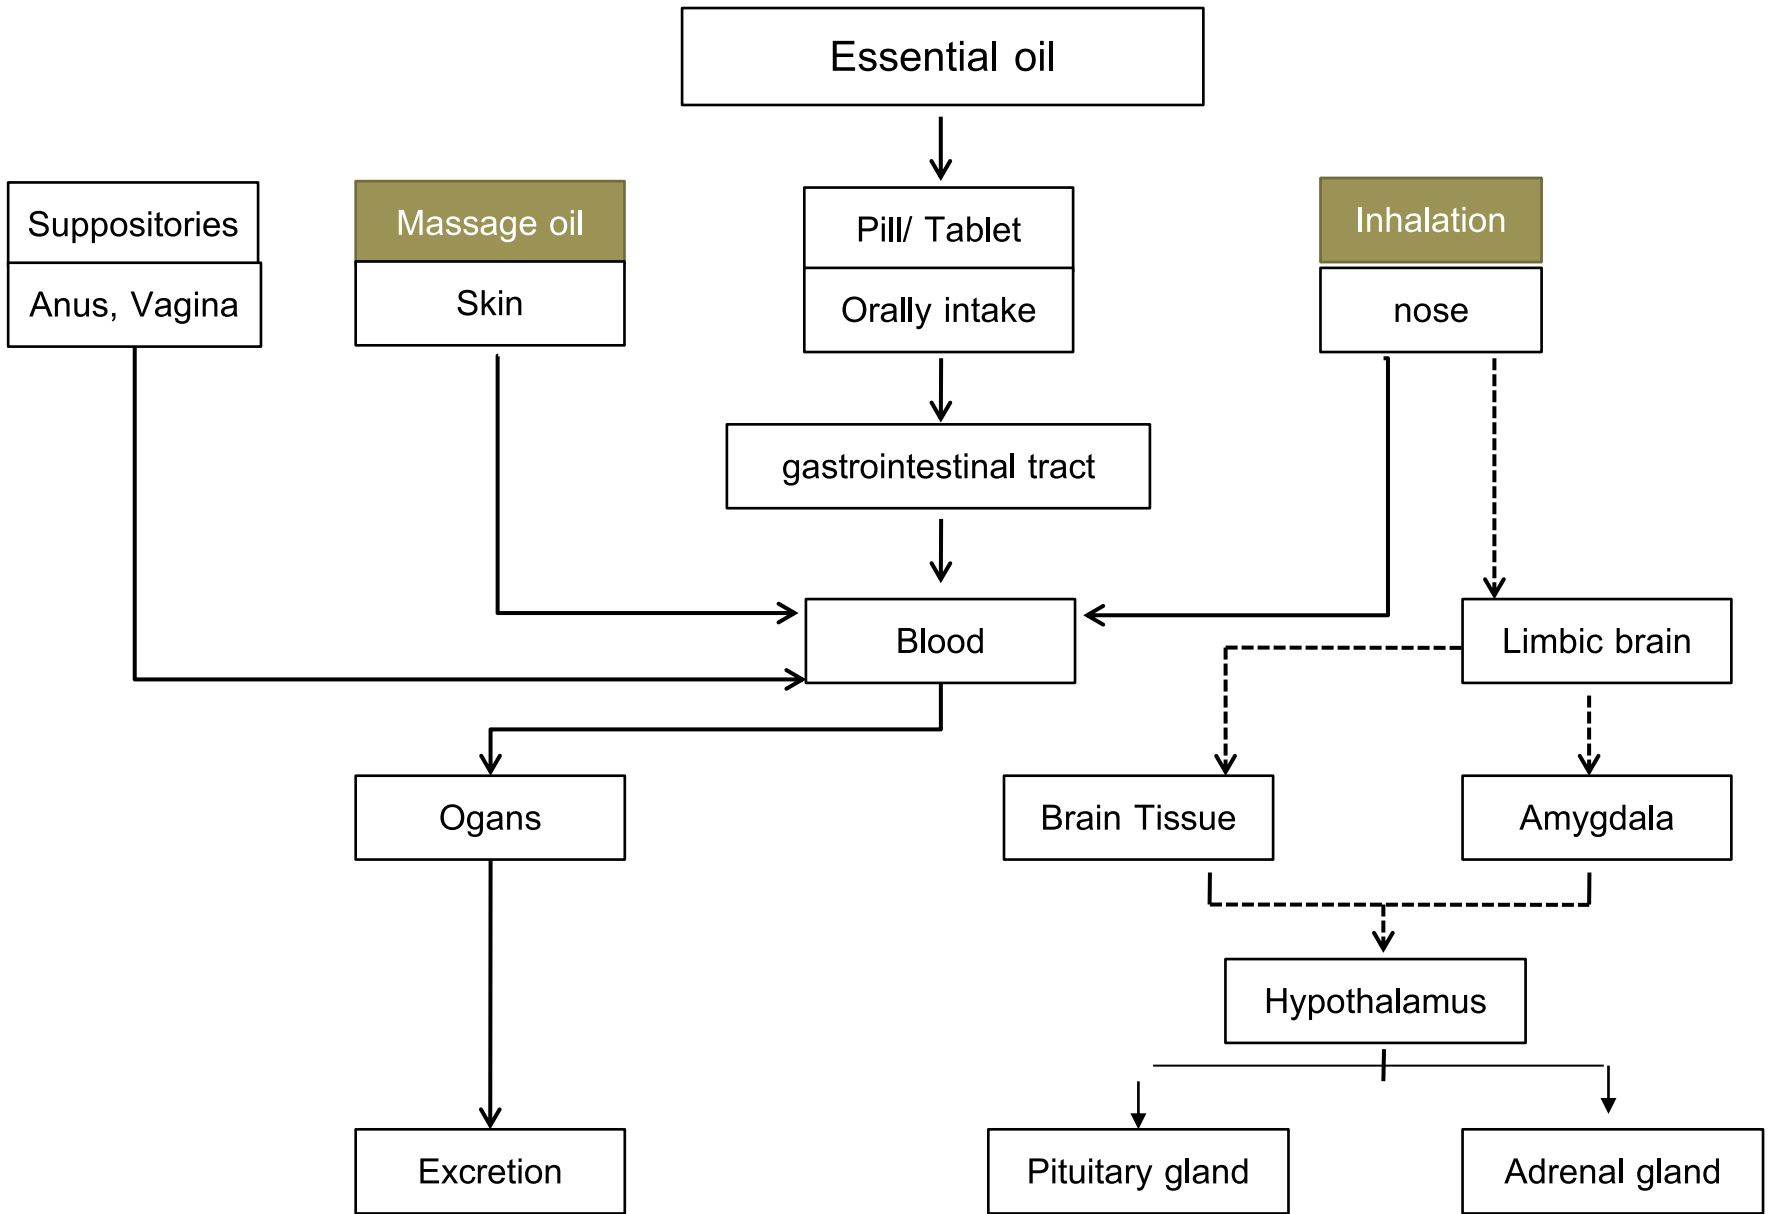 Essential oil
Suppositories
Anus, Vagina
Massage oil
Skin
Pill/ Tablet
Orally intake
Inhalation
nose
gastrointestinal tract
Blood
Limbic brain
Ogans
Brain Tissue
Amygdala
Hypothalamus
Excretion
Pituitary gland
Adrenal gland